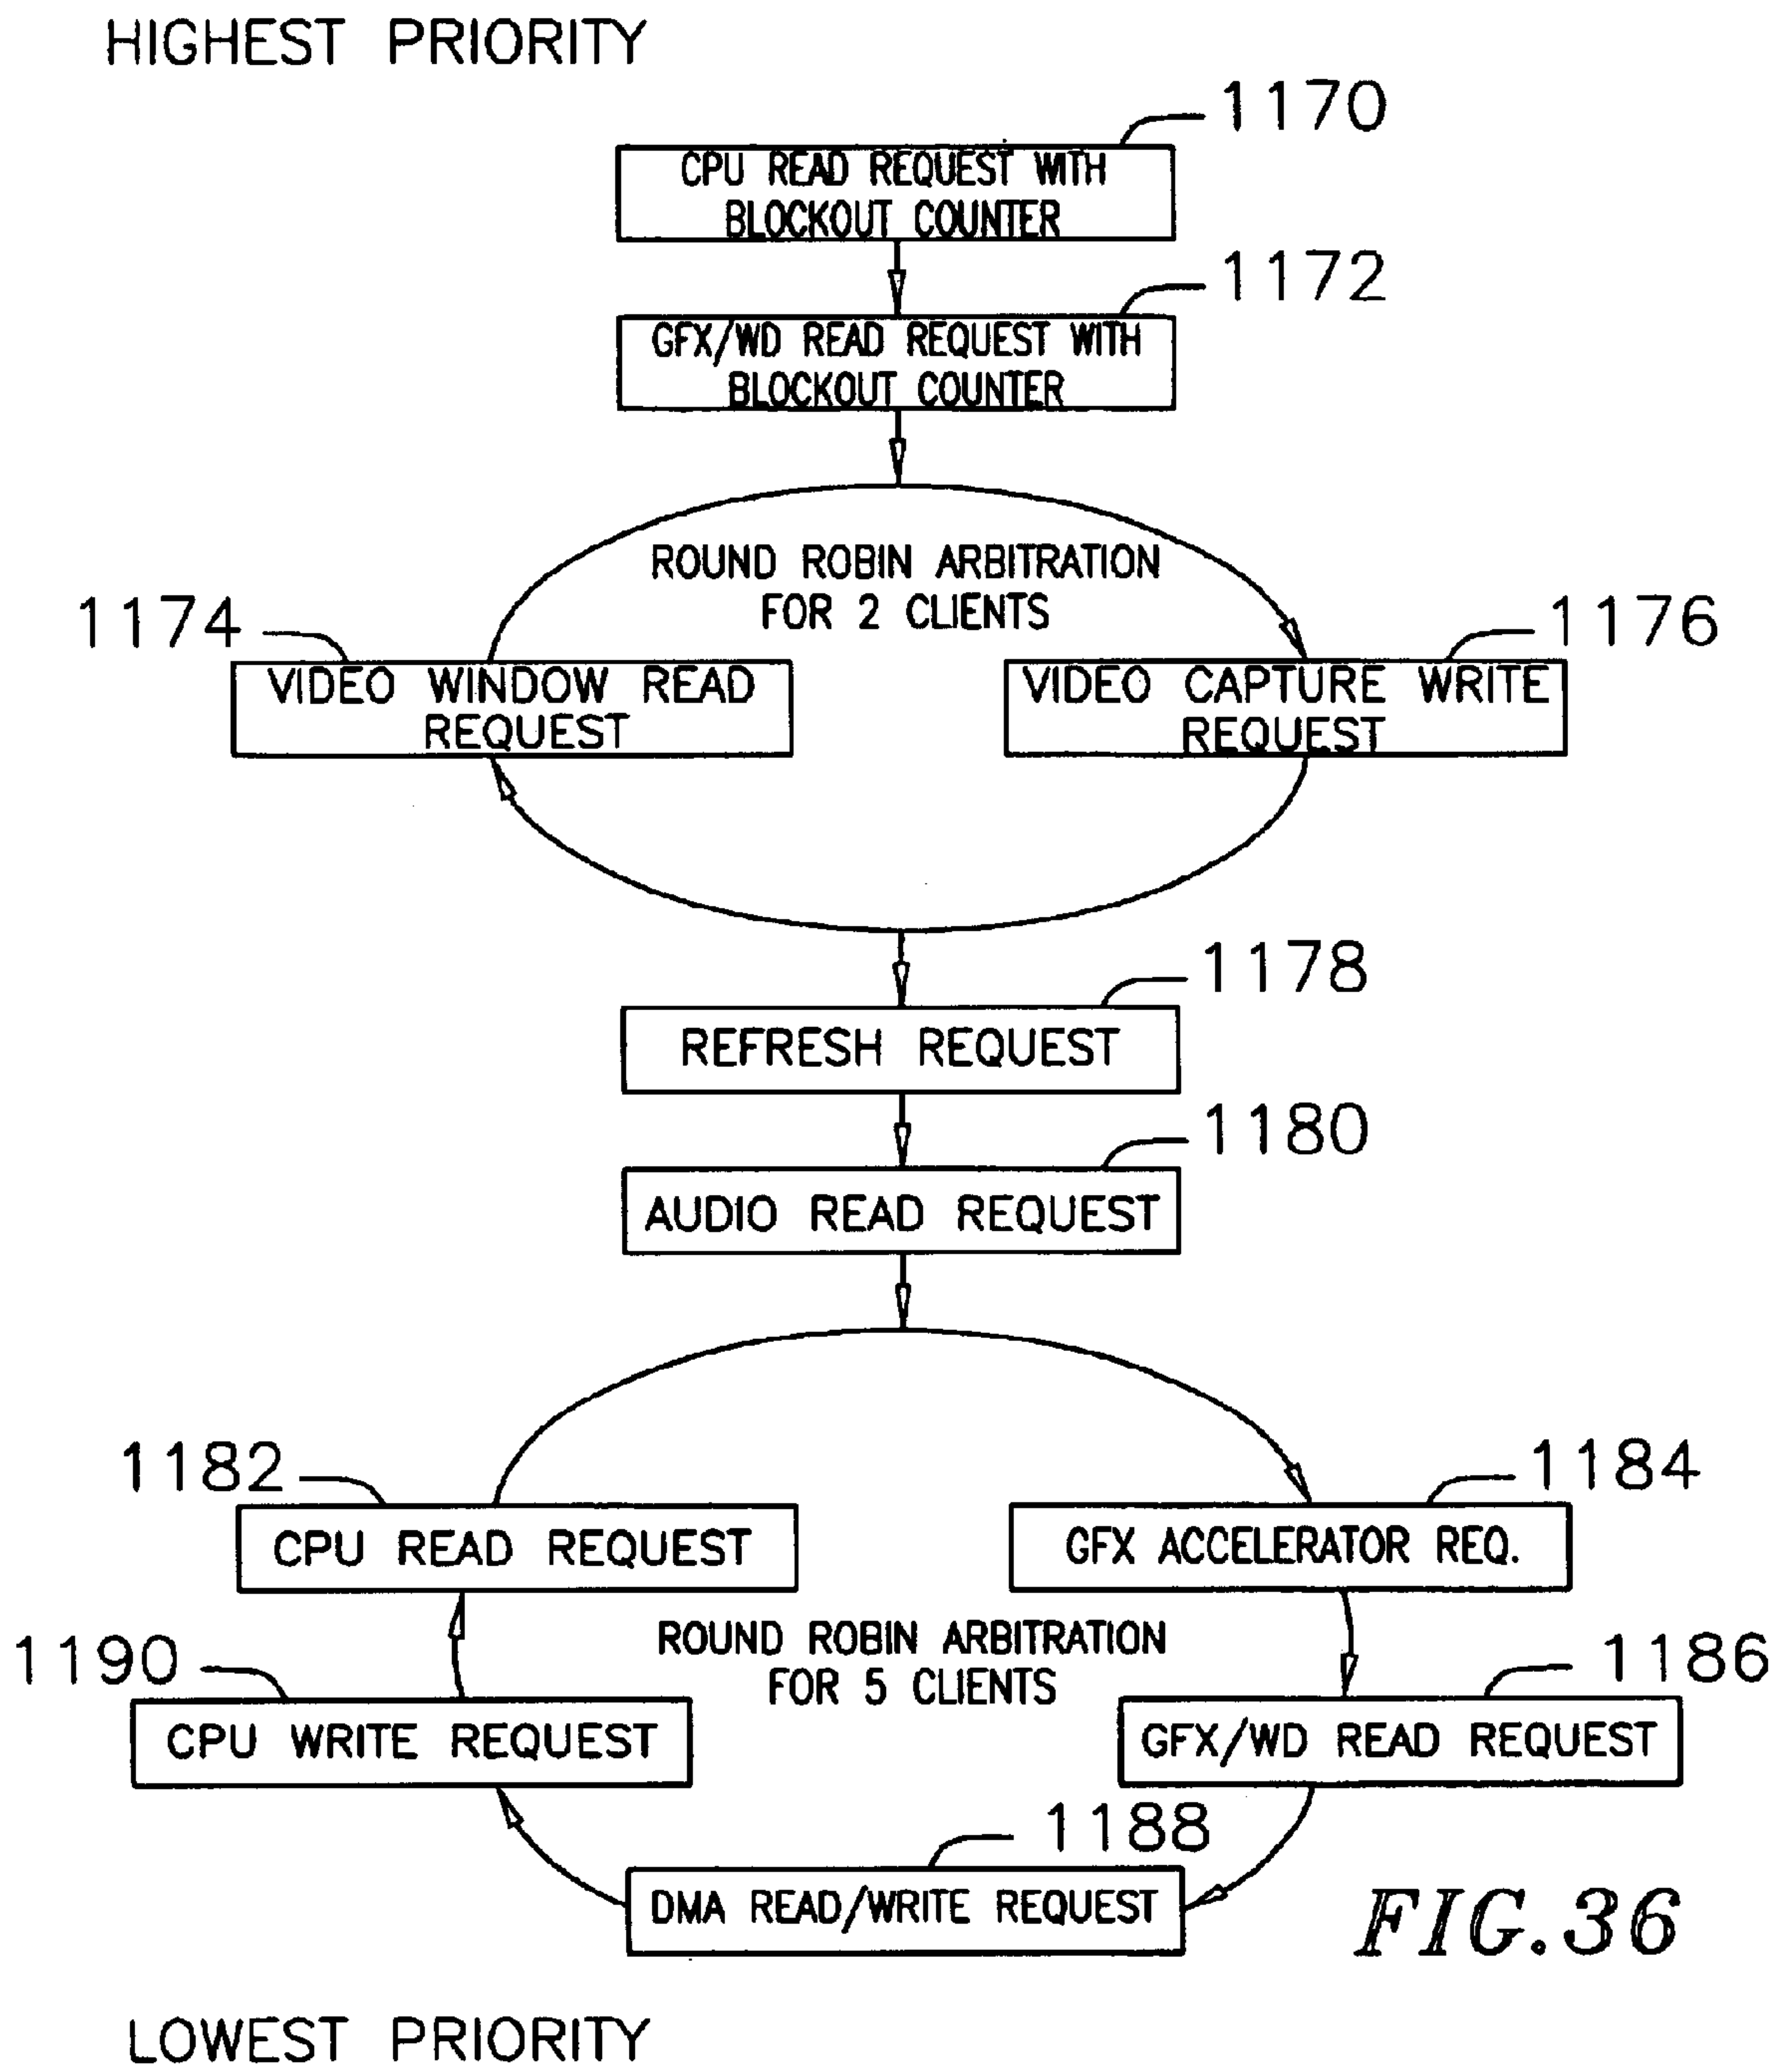 HIGHEST PRIORITY
1170
CPU READ REQUEST WITH
BLOCKOUT COUNTER
1172
GFX/WD READ REQUEST WITH
BLOCKOUT COUNTER
ROUND ROBIN ARBITRATION
FOR 2 CLIENTS
1174
1176
VIDEO WINDOW READ
REQUEST
VIDEO CAPTURE WRITE
REQUEST
1178
REFRESH REQUEST
1180
AUDIO READ REQUEST
1182
1184
CPU READ REQUEST
GFX ACCELERATOR REQ.
ROUND ROBIN ARBITRATION
FOR 5 CLIENTS
1190
1186
CPU WRITE REQUEST
GFX/WD READ REQUEST
1188
DMA READ/WRITE REQUEST
FIG.36
LOWEST PRIORITY